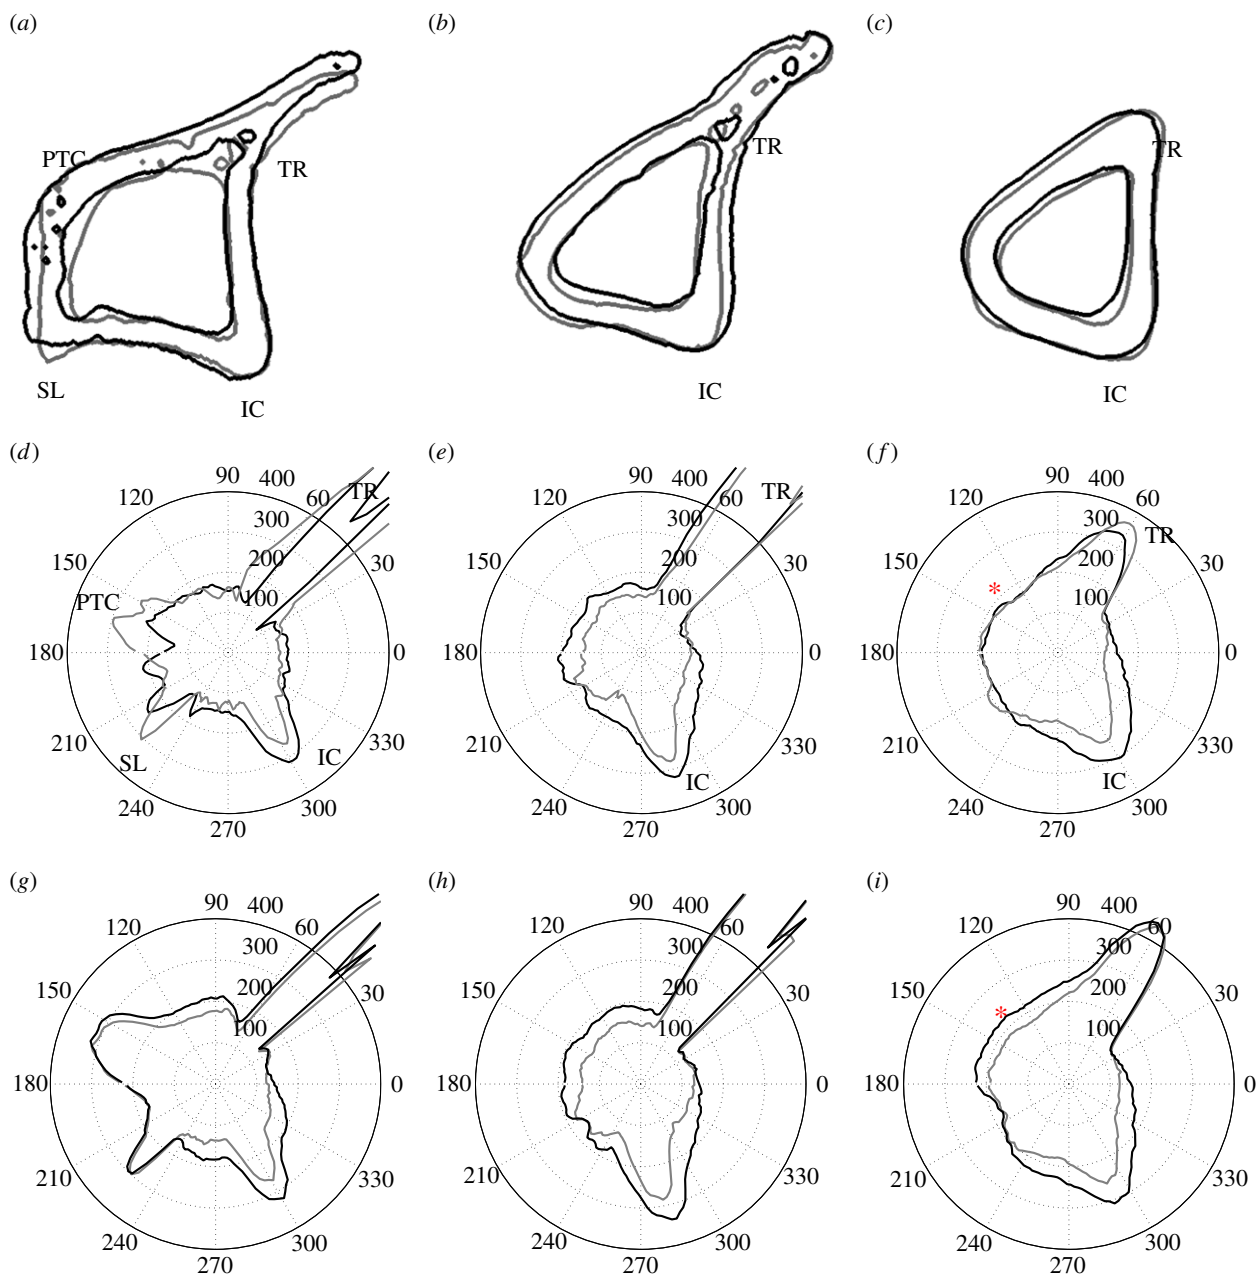 (a) (b) (c)
PTC TR TR TR
SL IC IC IC
(d) (e) (f)
90 400 90 400 90 400
120 60 TR 120 60 TR 120 60
300 300 300 TR
150 200 30 150 200 30 150 200 30
PTC 100 100 * 100
180 0 180 0 180 0
210 330 210 330 210 330
SL IC IC IC
240 300 240 300 240 300
270 270 270
(g) (h) (i)
90 400 90 400 90 400
120 60 120 60 120 60
300 300 300
150 200 30 150 200 30 150 200 30
100 100 * 100
180 0 180 0 180 0
210 330 210 330 210 330
240 300 240 300 240 300
270 270 270